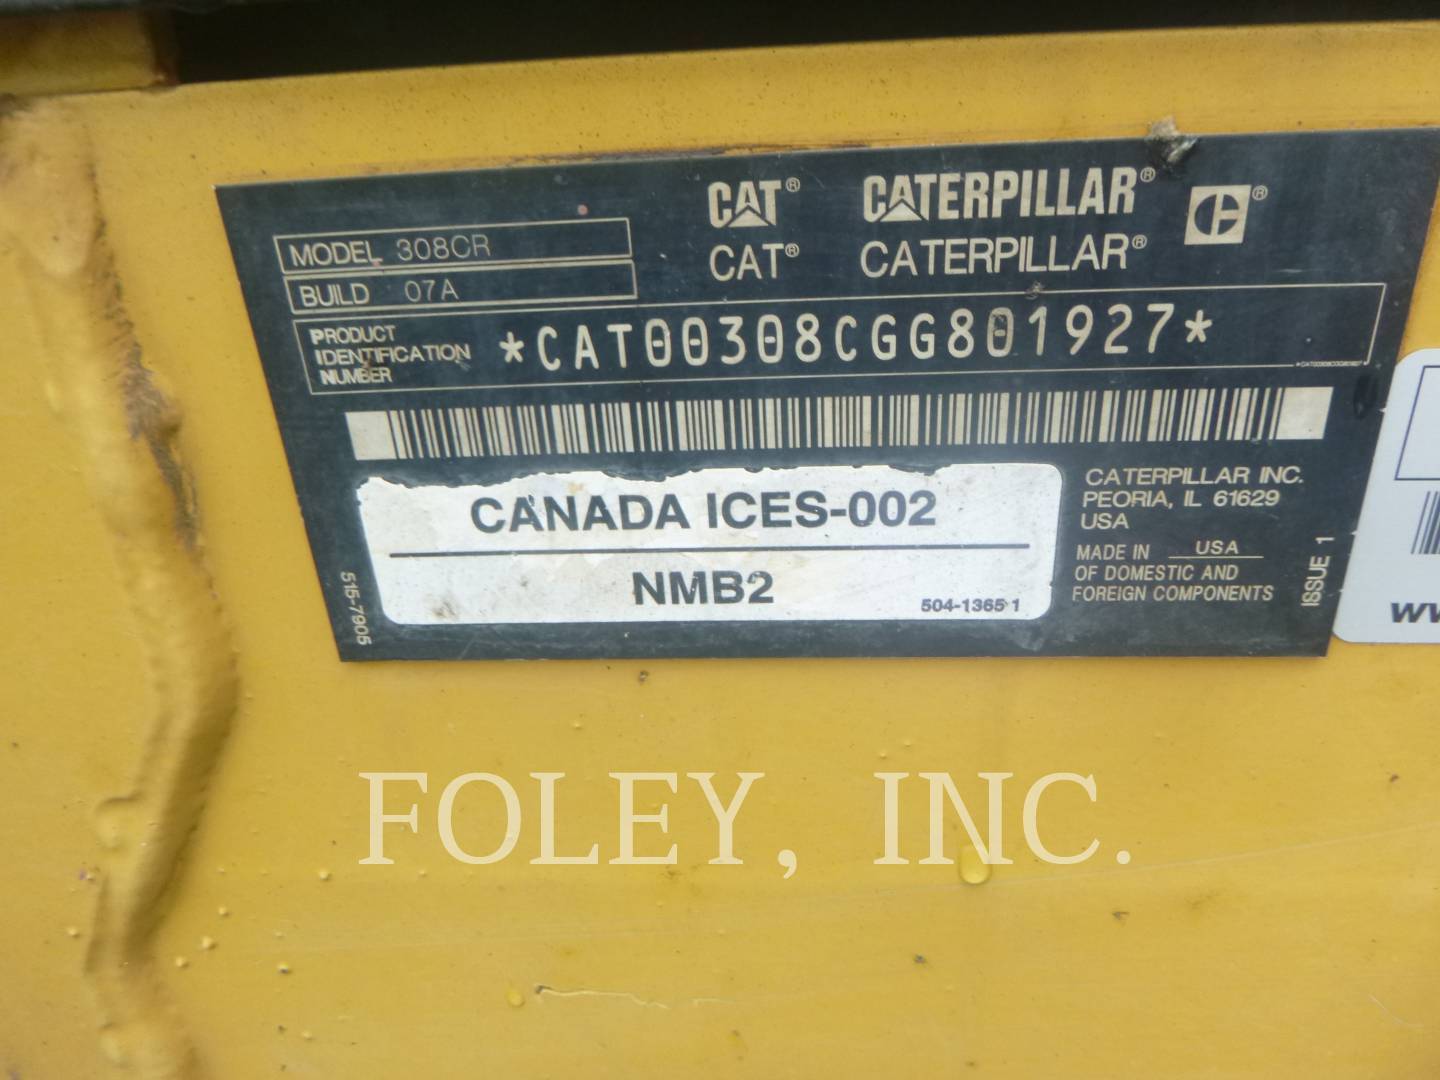 CAT® CATERPILLAR® C®
CAT® CATERPILLAR®
MODEL 308CR
BUILD 07A
PRODUCT IDENTIFICATION NUMBER *CAT00308CGG801927*
CANADA ICES-002
NMB2
504-1365 1
515-7905
CATERPILLAR INC.
PEORIA, IL 61629
USA
MADE IN USA
OF DOMESTIC AND
FOREIGN COMPONENTS
ISSUE 1
FOLEY, INC.